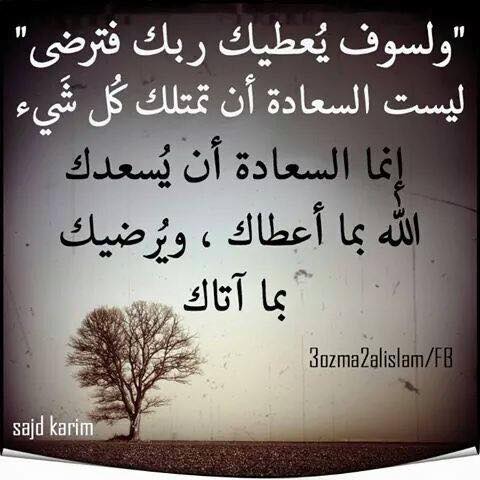 "ولسوف يُعطيك ربك فترضى"
ليست السعادة أن تمتلك كُل شَيء
إنما السعادة أن يُسعدك
الله بما أعطاك ، ويُرضيك
بما آتاك
3ozma2alislam/FB
sajd karim